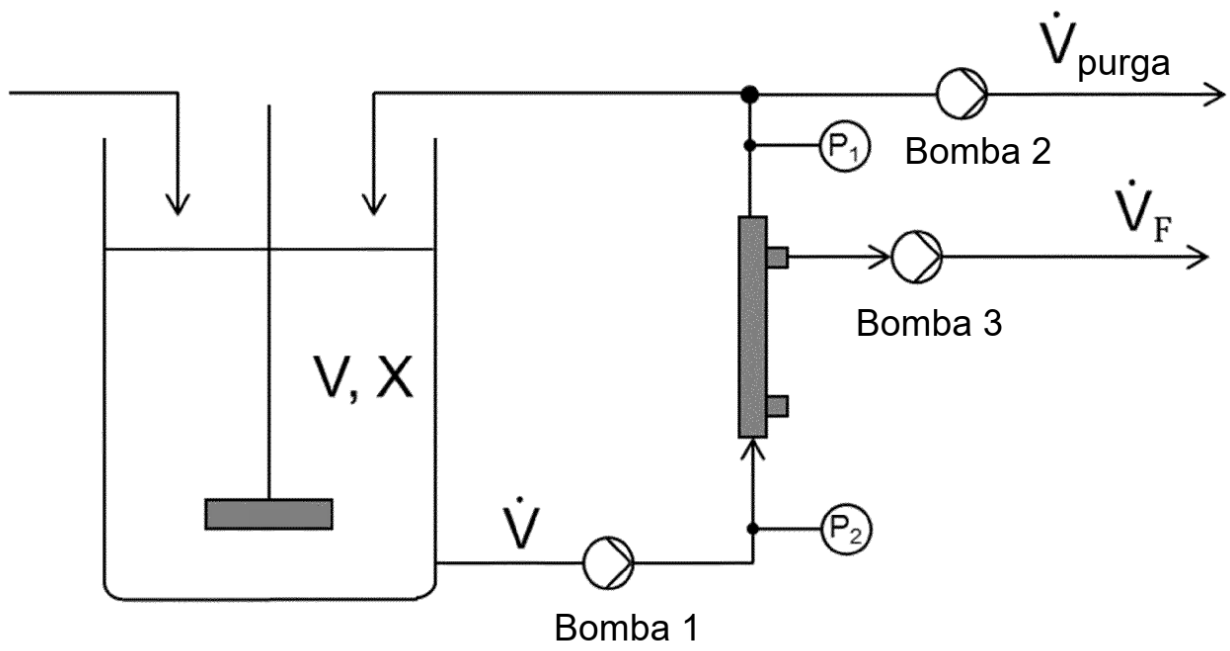 V̇purga
P₁
Bomba 2
V̇F
Bomba 3
V, X
V̇
P₂
Bomba 1